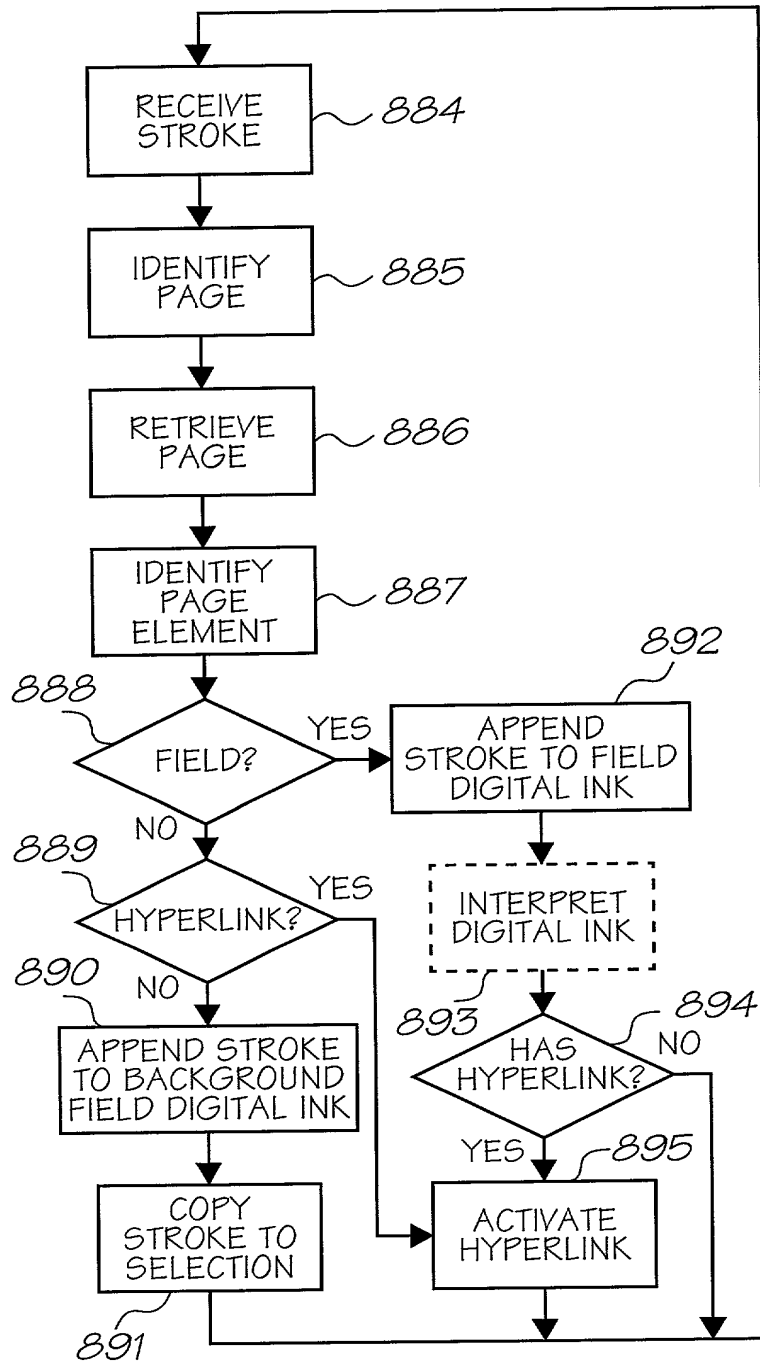 RECEIVE
STROKE
884
IDENTIFY
PAGE
885
RETRIEVE
PAGE
886
IDENTIFY
PAGE
ELEMENT
887
888
FIELD?
YES
NO
892
APPEND
STROKE TO FIELD
DIGITAL INK
889
HYPERLINK?
YES
NO
INTERPRET
DIGITAL INK
893
890
APPEND STROKE
TO BACKGROUND
FIELD DIGITAL INK
894
HAS
HYPERLINK?
NO
YES
895
COPY
STROKE TO
SELECTION
891
ACTIVATE
HYPERLINK